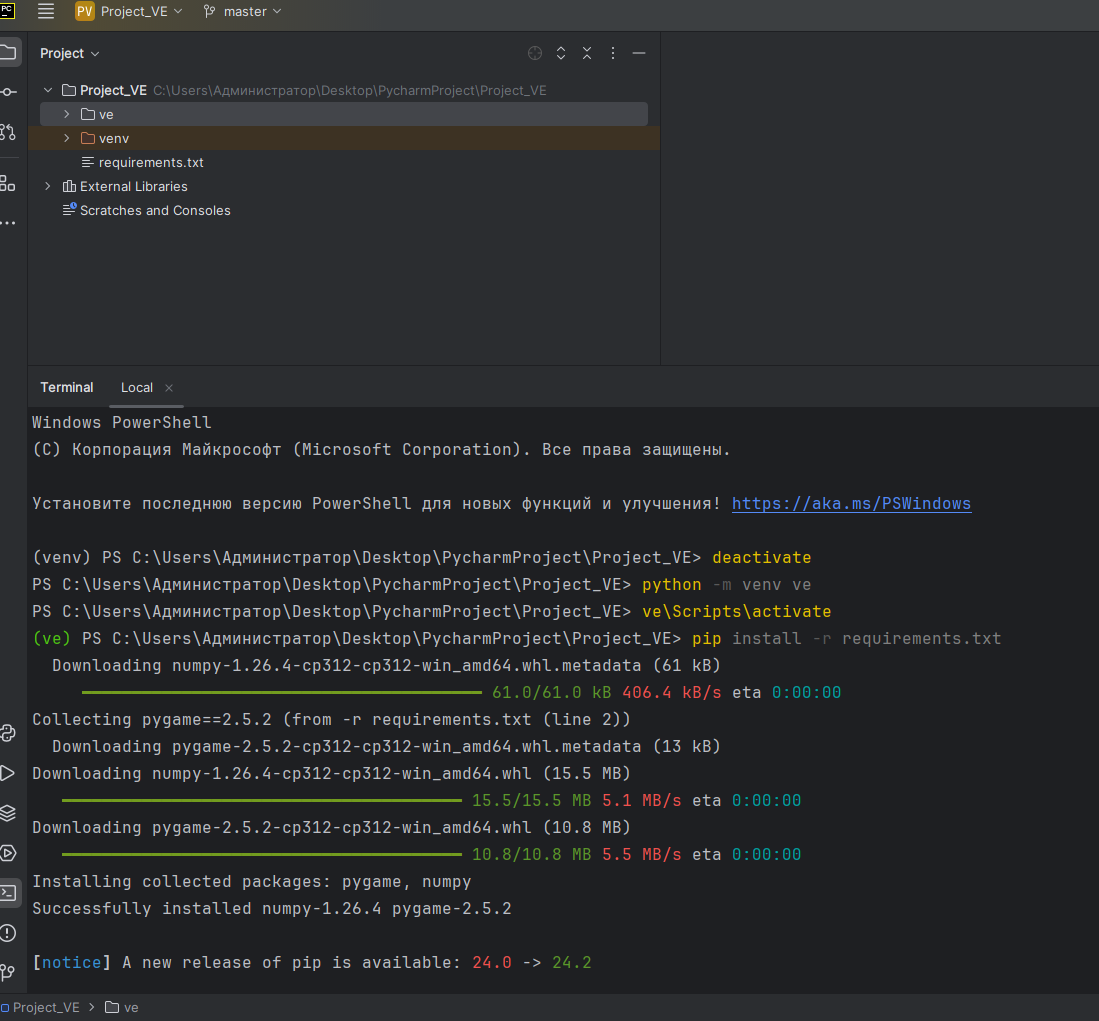 PC
PV Project_VE master
Project
Project_VE C:\Users\Администратор\Desktop\PycharmProject\Project_VE
ve
venv
requirements.txt
External Libraries
Scratches and Consoles
Terminal Local
Windows PowerShell
(C) Корпорация Майкрософт (Microsoft Corporation). Все права защищены.
Установите последнюю версию PowerShell для новых функций и улучшения! https://aka.ms/PSWindows
(venv) PS C:\Users\Администратор\Desktop\PycharmProject\Project_VE> deactivate
PS C:\Users\Администратор\Desktop\PycharmProject\Project_VE> python -m venv ve
PS C:\Users\Администратор\Desktop\PycharmProject\Project_VE> ve\Scripts\activate
(ve) PS C:\Users\Администратор\Desktop\PycharmProject\Project_VE> pip install -r requirements.txt
Downloading numpy-1.26.4-cp312-cp312-win_amd64.whl.metadata (61 kB)
61.0/61.0 kB 406.4 kB/s eta 0:00:00
Collecting pygame==2.5.2 (from -r requirements.txt (line 2))
Downloading pygame-2.5.2-cp312-cp312-win_amd64.whl.metadata (13 kB)
Downloading numpy-1.26.4-cp312-cp312-win_amd64.whl (15.5 MB)
15.5/15.5 MB 5.1 MB/s eta 0:00:00
Downloading pygame-2.5.2-cp312-cp312-win_amd64.whl (10.8 MB)
10.8/10.8 MB 5.5 MB/s eta 0:00:00
Installing collected packages: pygame, numpy
Successfully installed numpy-1.26.4 pygame-2.5.2
[notice] A new release of pip is available: 24.0 -> 24.2
Project_VE > ve